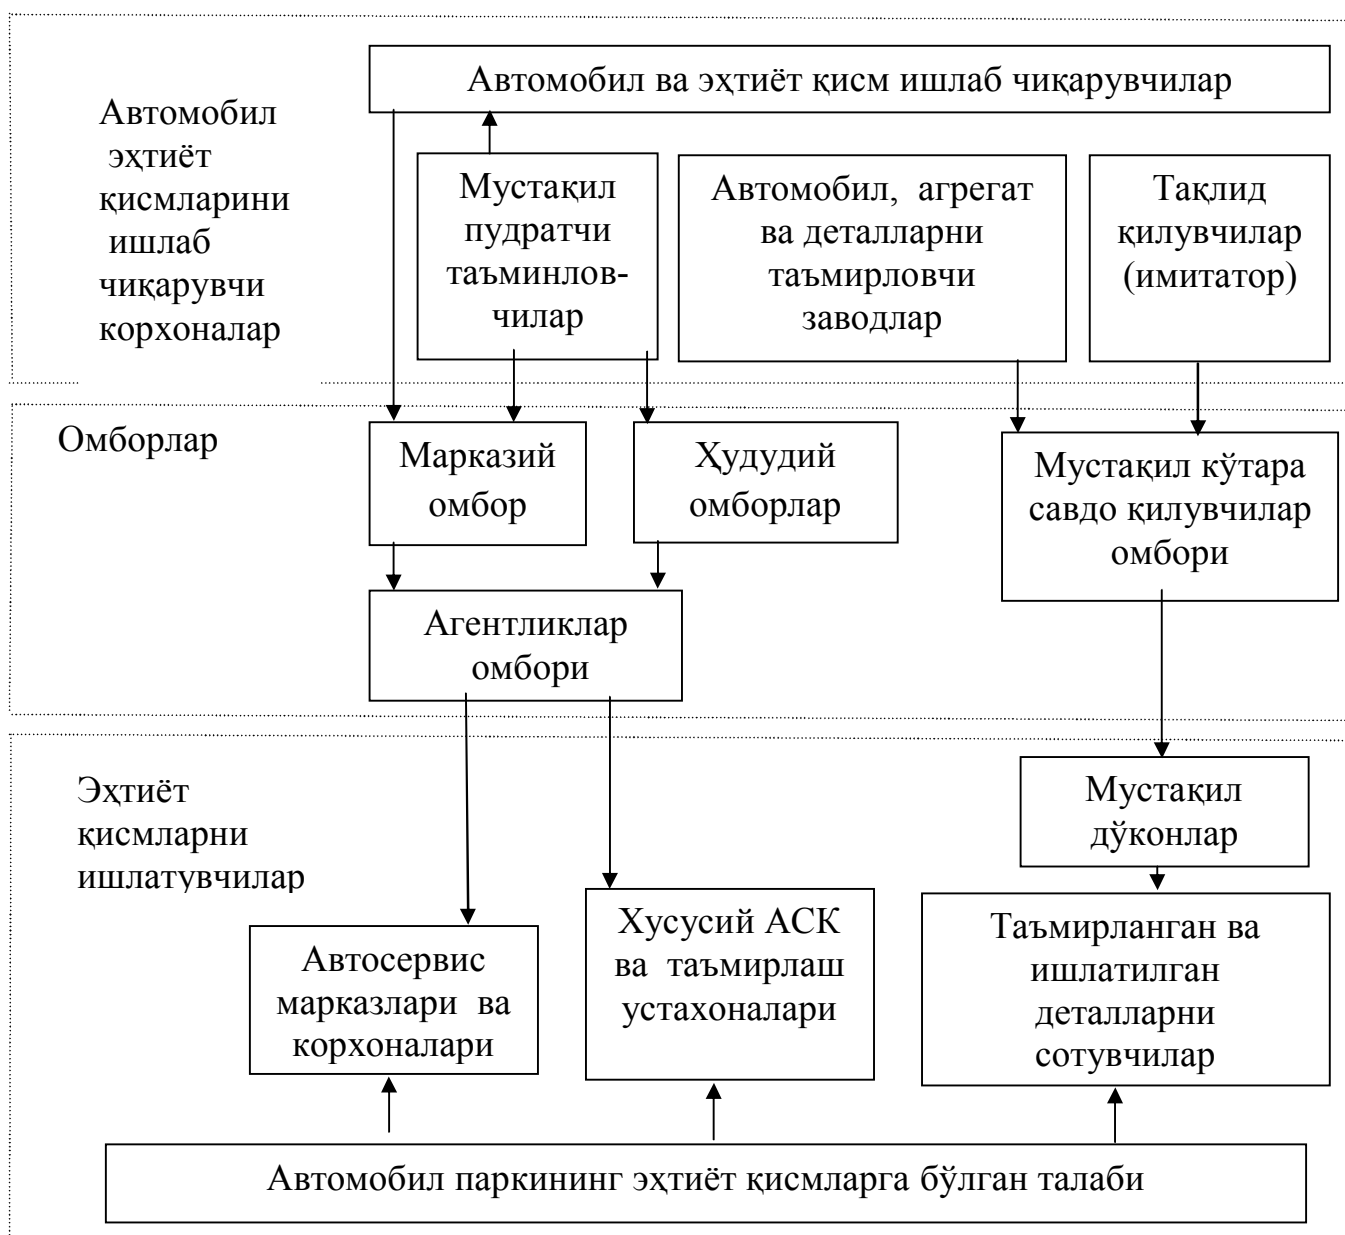 Автомобил ва эҳтиёт қисм ишлаб чиқарувчилар
Автомобил
эҳтиёт
қисмларини
ишлаб
чиқарувчи
корхоналар
Мустақил
пудратчи
таъминлов-
чилар
Автомобил, агрегат
ва деталларни
таъмирловчи
заводлар
Тақлид
қилувчилар
(имитатор)
Омборлар
Марказий
омбор
Ҳудудий
омборлар
Мустақил кўтара
савдо қилувчилар
омбори
Агентликлар
омбори
Эҳтиёт
қисмларни
ишлатувчилар
Мустақил
дўконлар
Автосервис
марказлари ва
корхоналари
Хусусий АСК
ва таъмирлаш
устахоналари
Таъмирланган ва
ишлатилган
деталларни
сотувчилар
Автомобил паркининг эҳтиёт қисмларга бўлган талаби